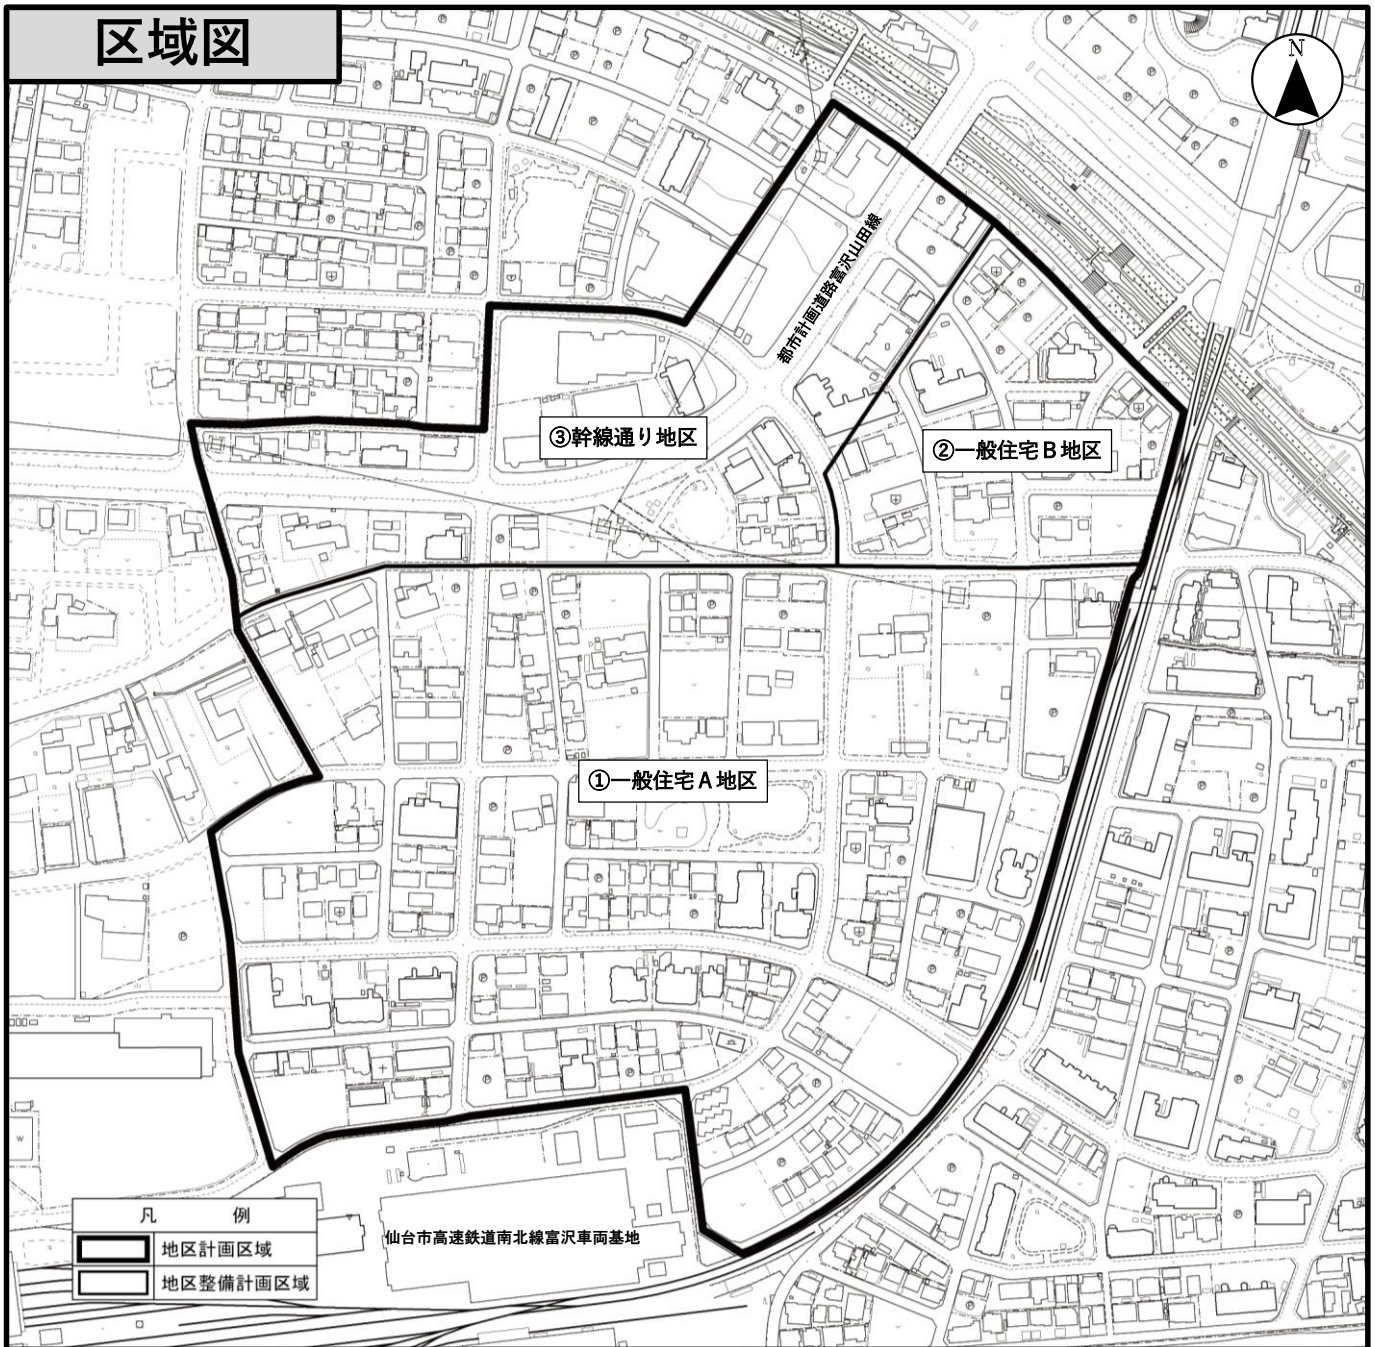 区域図
N
都市計画道路富沢山田線
③幹線通り地区
②一般住宅B地区
①一般住宅A地区
仙台市高速鉄道南北線富沢車両基地
凡　例
地区計画区域
地区整備計画区域